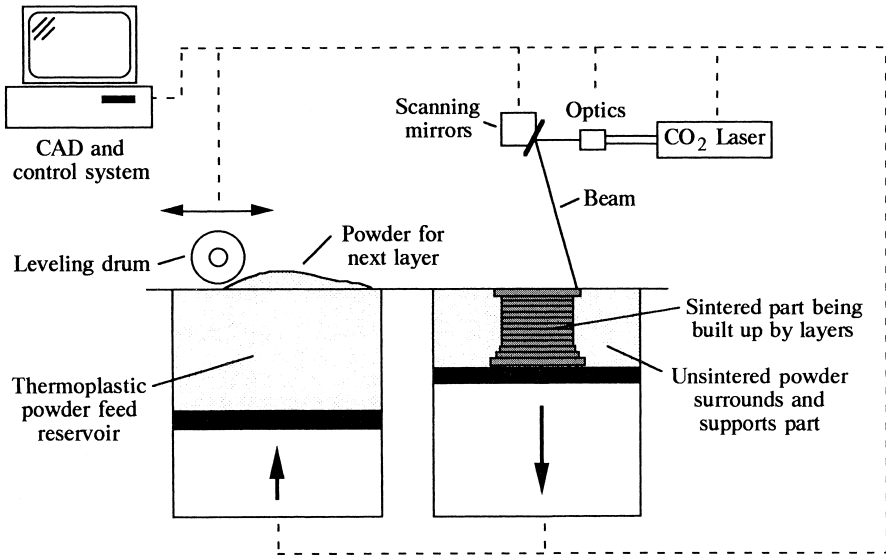 CAD and
control system
Scanning
mirrors
Optics
CO2 Laser
Beam
Leveling drum
Powder for
next layer
Sintered part being
built up by layers
Thermoplastic
powder feed
reservoir
Unsintered powder
surrounds and
supports part